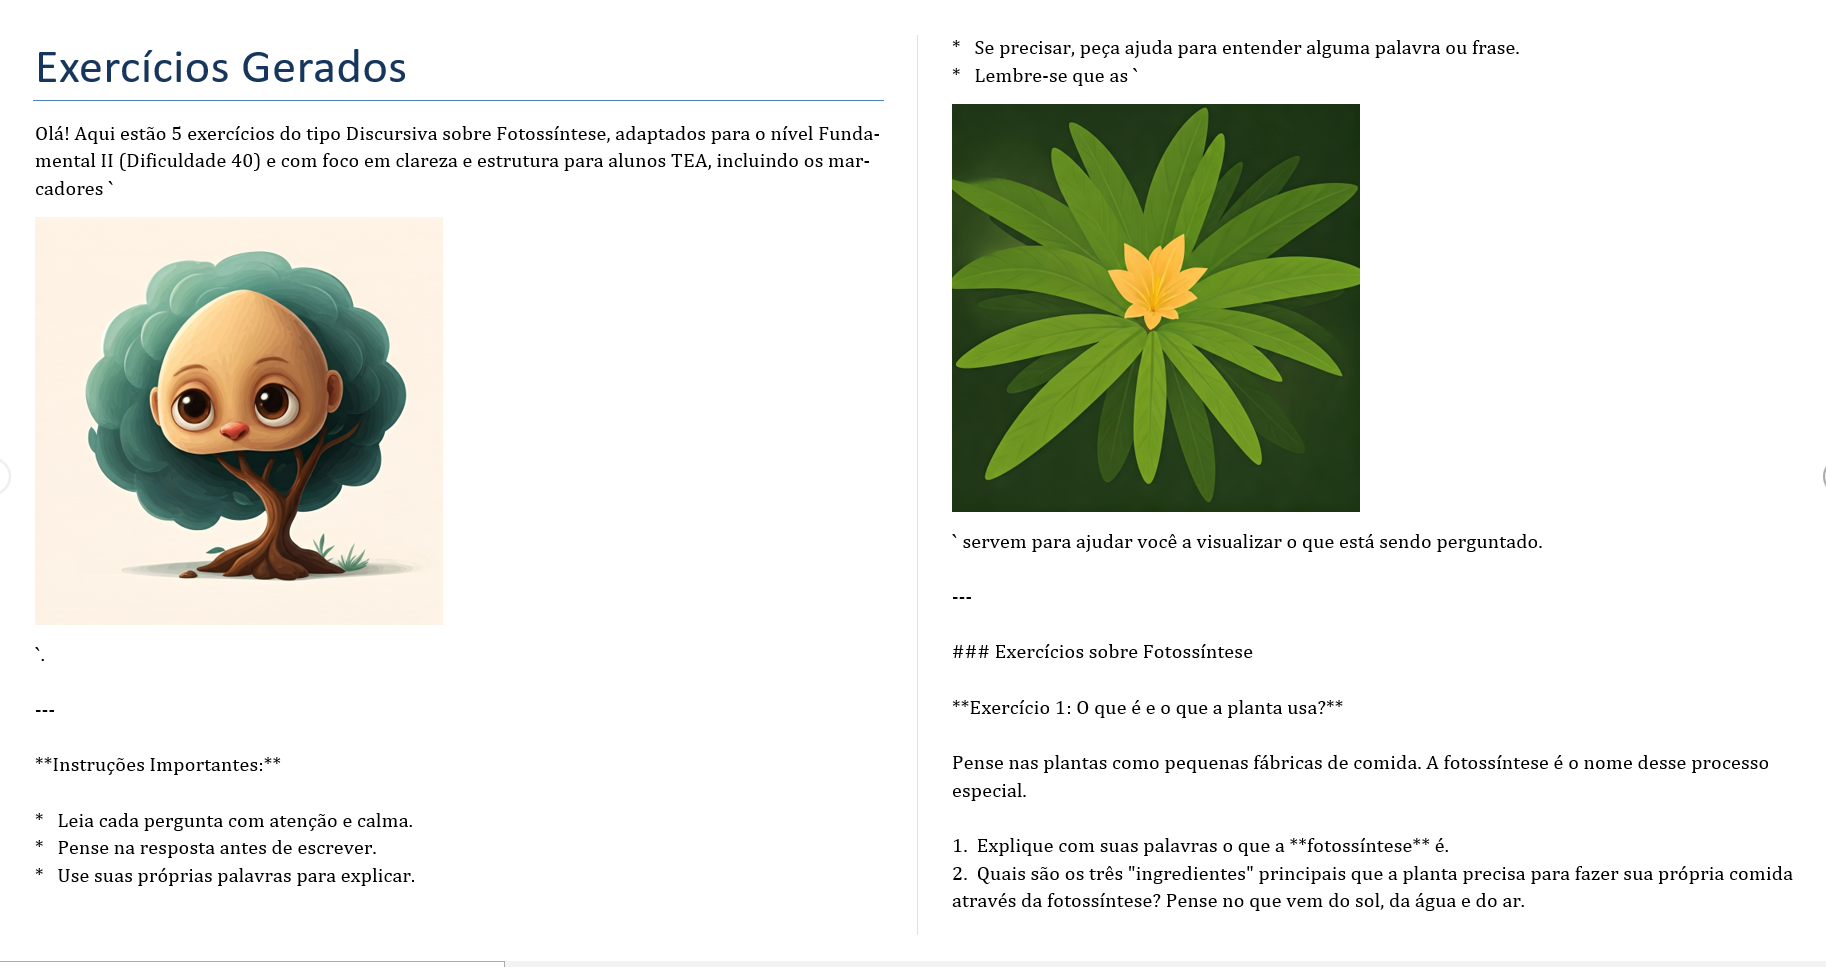 Exercícios Gerados
Olá! Aqui estão 5 exercícios do tipo Discursiva sobre Fotossíntese, adaptados para o nível Funda-
mental II (Dificuldade 40) e com foco em clareza e estrutura para alunos TEA, incluindo os mar-
cadores `
`.
---
**Instruções Importantes:**
*   Leia cada pergunta com atenção e calma.
*   Pense na resposta antes de escrever.
*   Use suas próprias palavras para explicar.
*   Se precisar, peça ajuda para entender alguma palavra ou frase.
*   Lembre-se que as `
` servem para ajudar você a visualizar o que está sendo perguntado.
---
### Exercícios sobre Fotossíntese
**Exercício 1: O que é e o que a planta usa?**
Pense nas plantas como pequenas fábricas de comida. A fotossíntese é o nome desse processo
especial.
1.  Explique com suas palavras o que a **fotossíntese** é.
2.  Quais são os três "ingredientes" principais que a planta precisa para fazer sua própria comida
através da fotossíntese? Pense no que vem do sol, da água e do ar.